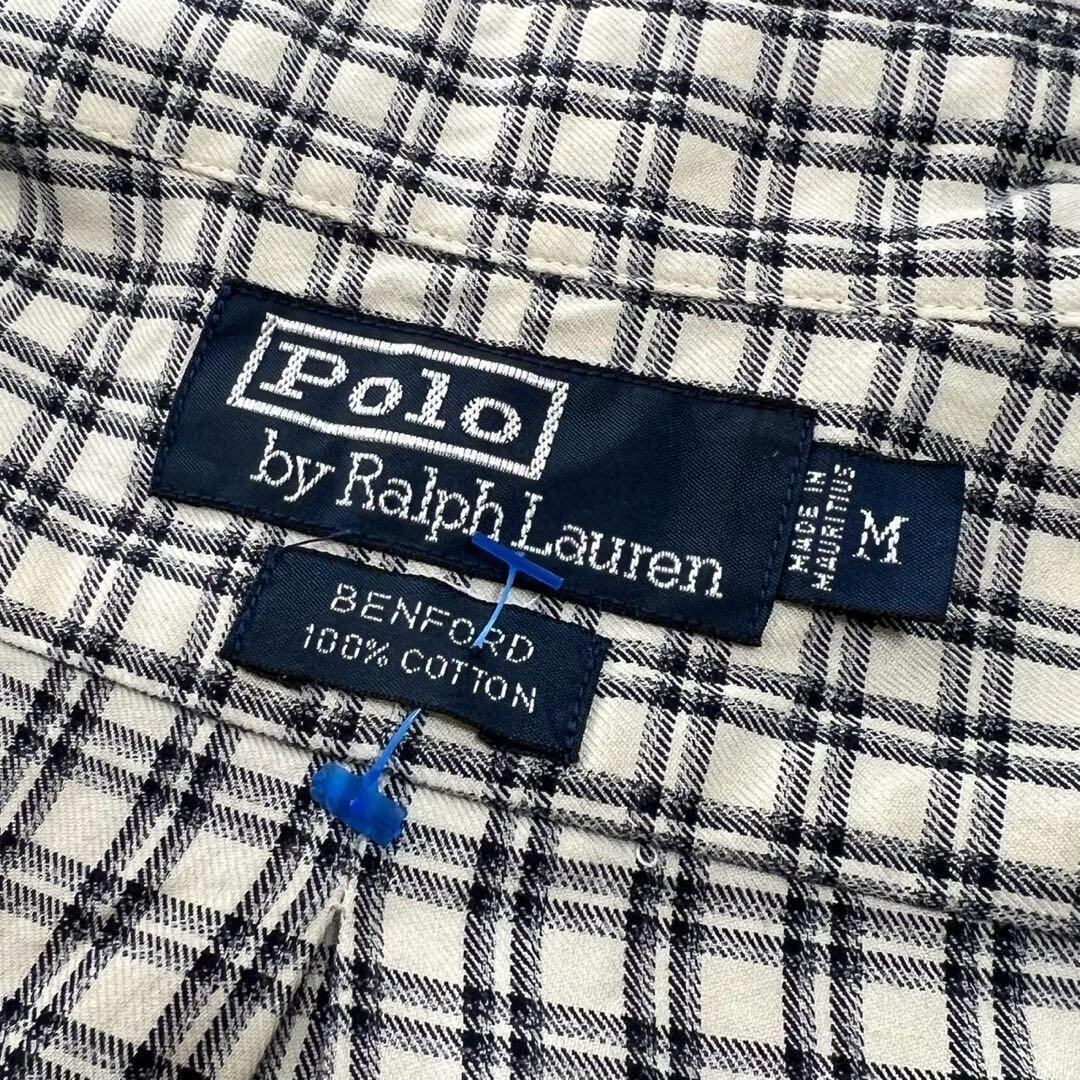 Polo
by Ralph Lauren
MADE IN
MAURITIUS
M
BENFORD
100% COTTON